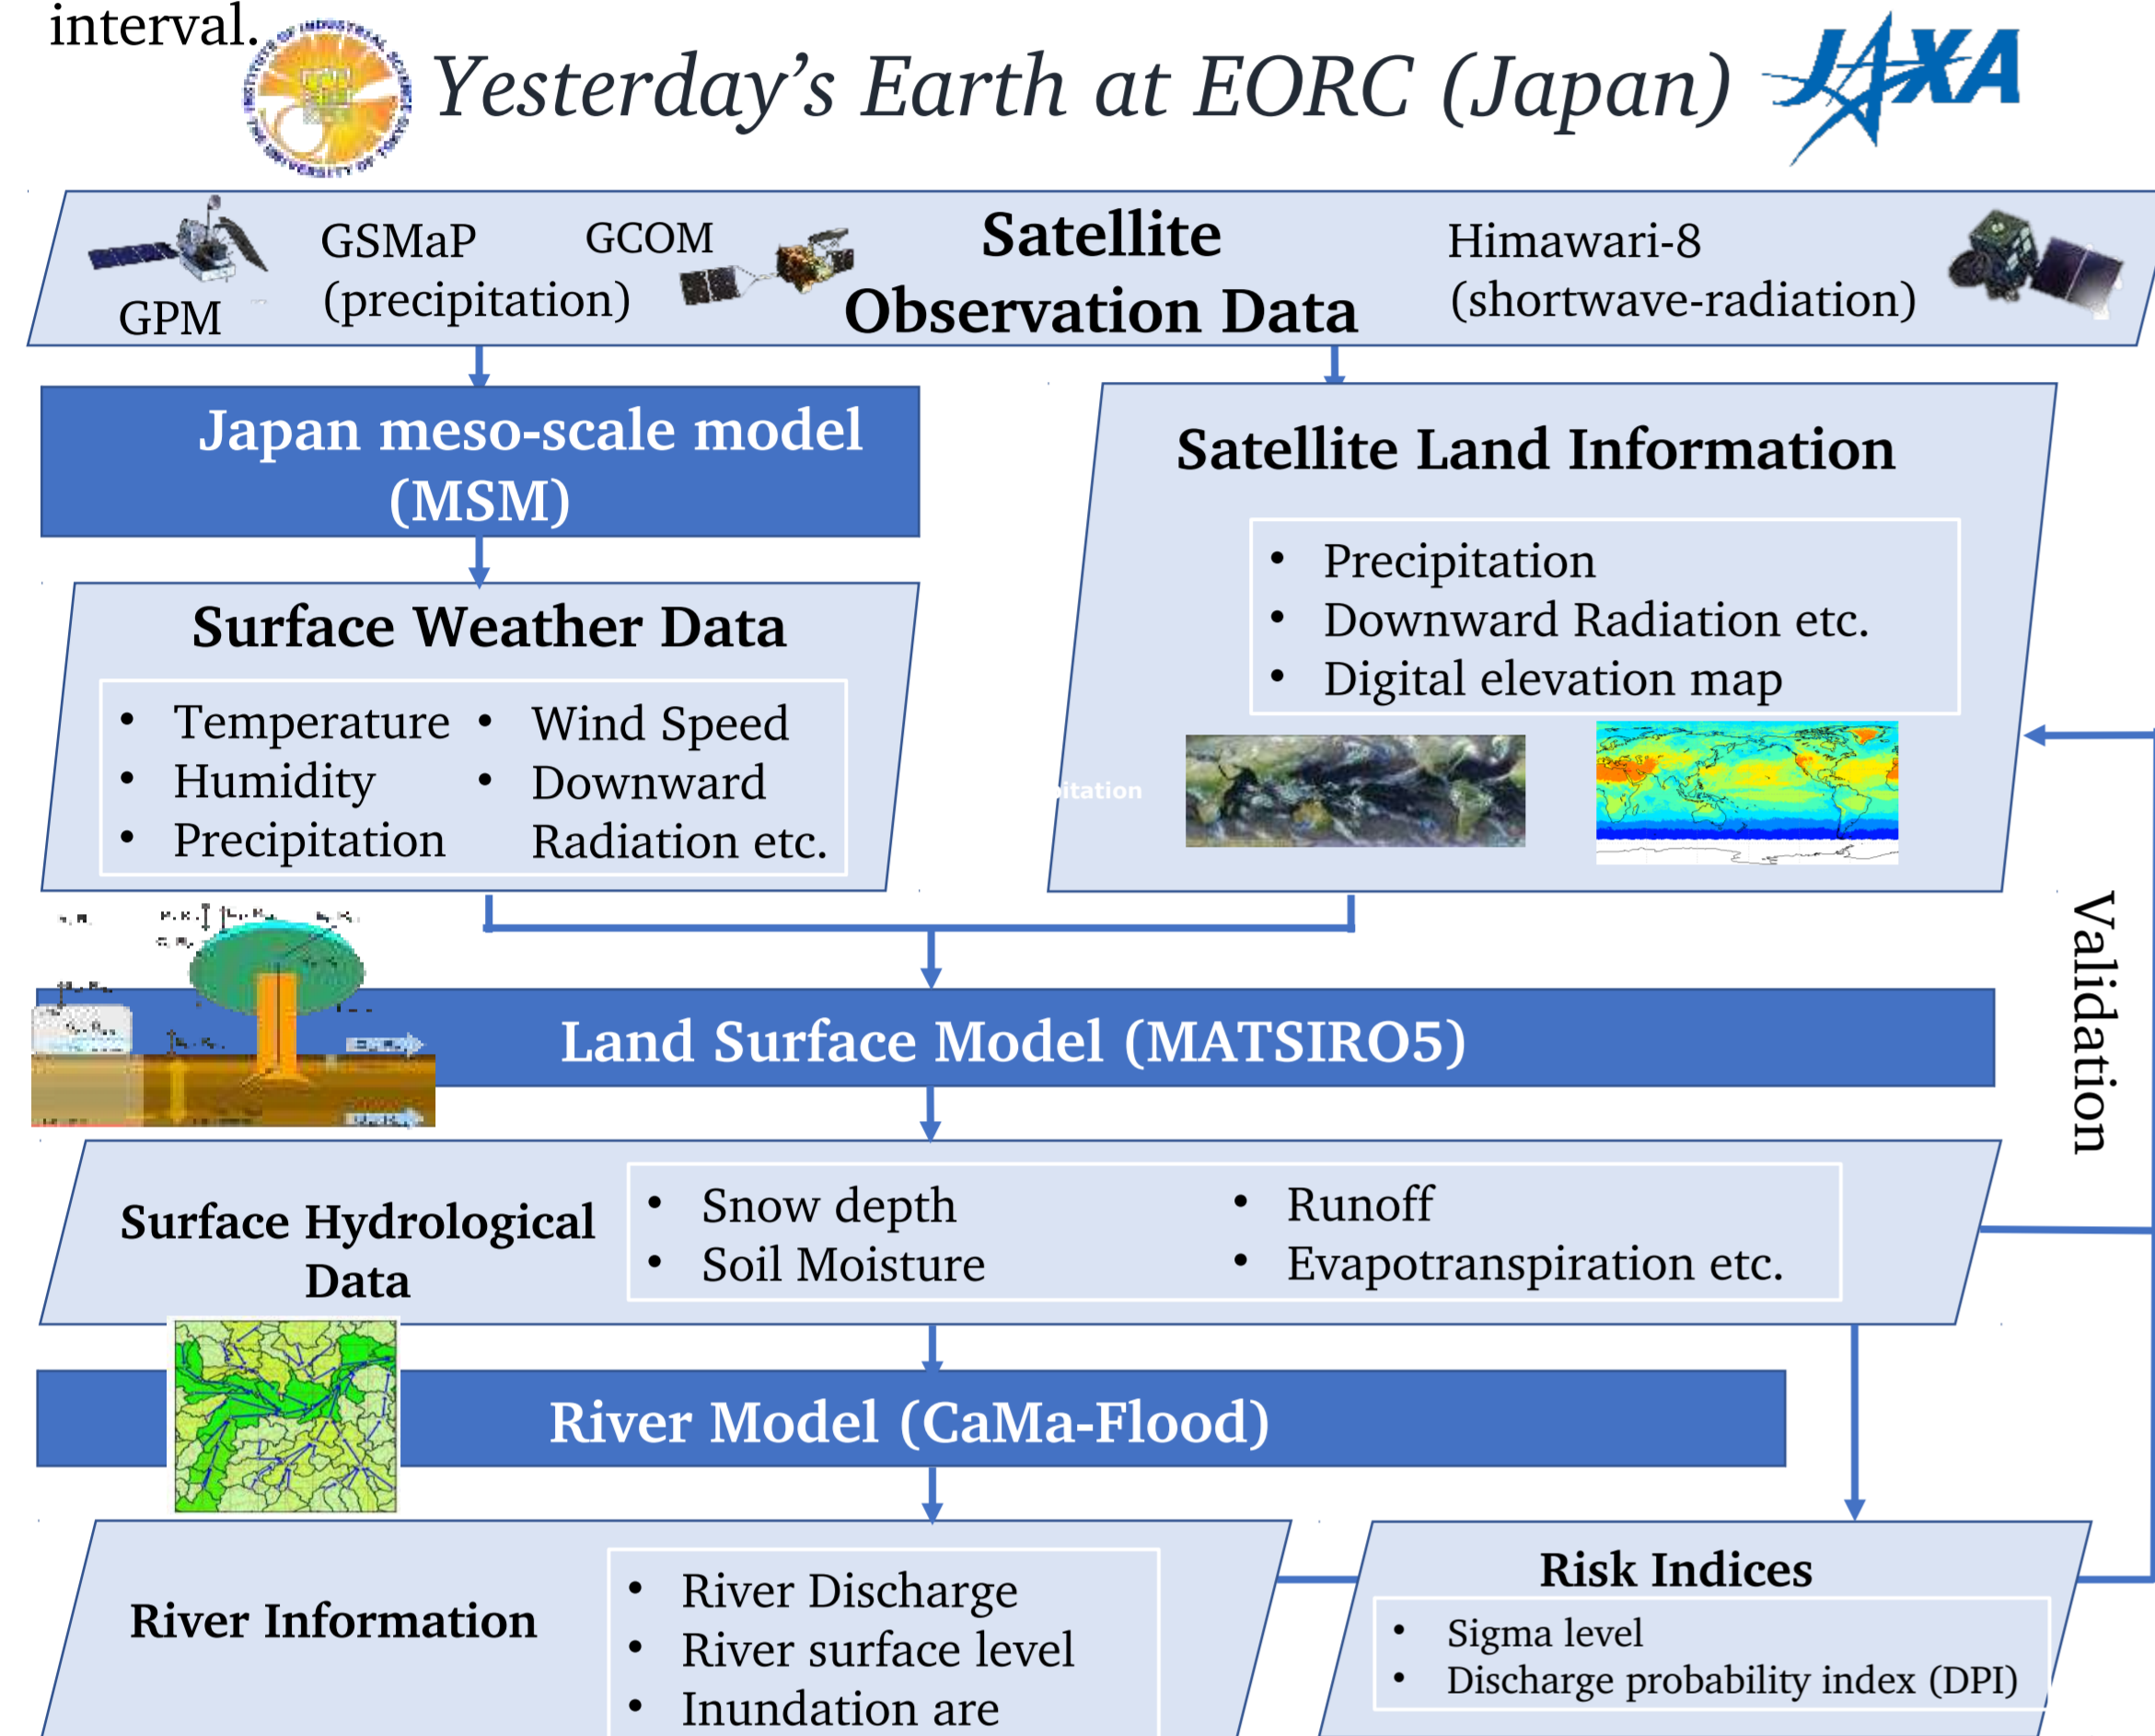 interval.
Yesterday's Earth at EORC (Japan)
JAXA
GPM
GSMaP
(precipitation)
GCOM
Satellite
Observation Data
Himawari-8
(shortwave-radiation)
Japan meso-scale model
(MSM)
Surface Weather Data
• Temperature
• Humidity
• Precipitation
• Wind Speed
• Downward
Radiation etc.
Satellite Land Information
• Precipitation
• Downward Radiation etc.
• Digital elevation map
itation
Validation
Land Surface Model (MATSIRO5)
Surface Hydrological
Data
• Snow depth
• Soil Moisture
• Runoff
• Evapotranspiration etc.
River Model (CaMa-Flood)
River Information
• River Discharge
• River surface level
• Inundation are
Risk Indices
• Sigma level
• Discharge probability index (DPI)